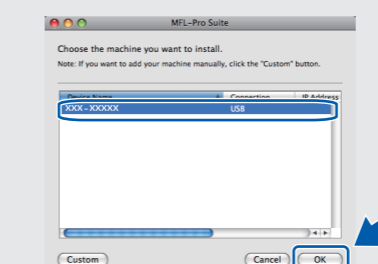 MFL-Pro Suite
Choose the machine you want to install.
Note: If you want to add your machine manually, click the "Custom" button.
Device Name Connection IP Address
XXX-XXXXX USB
Custom Cancel OK